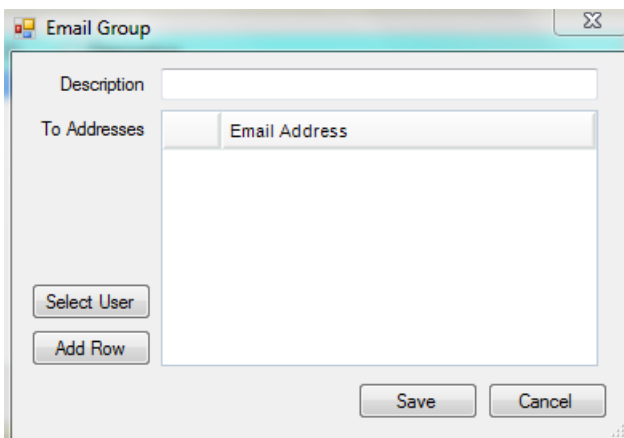 Email Group
Description
To Addresses
Email Address
Select User
Add Row
Save
Cancel